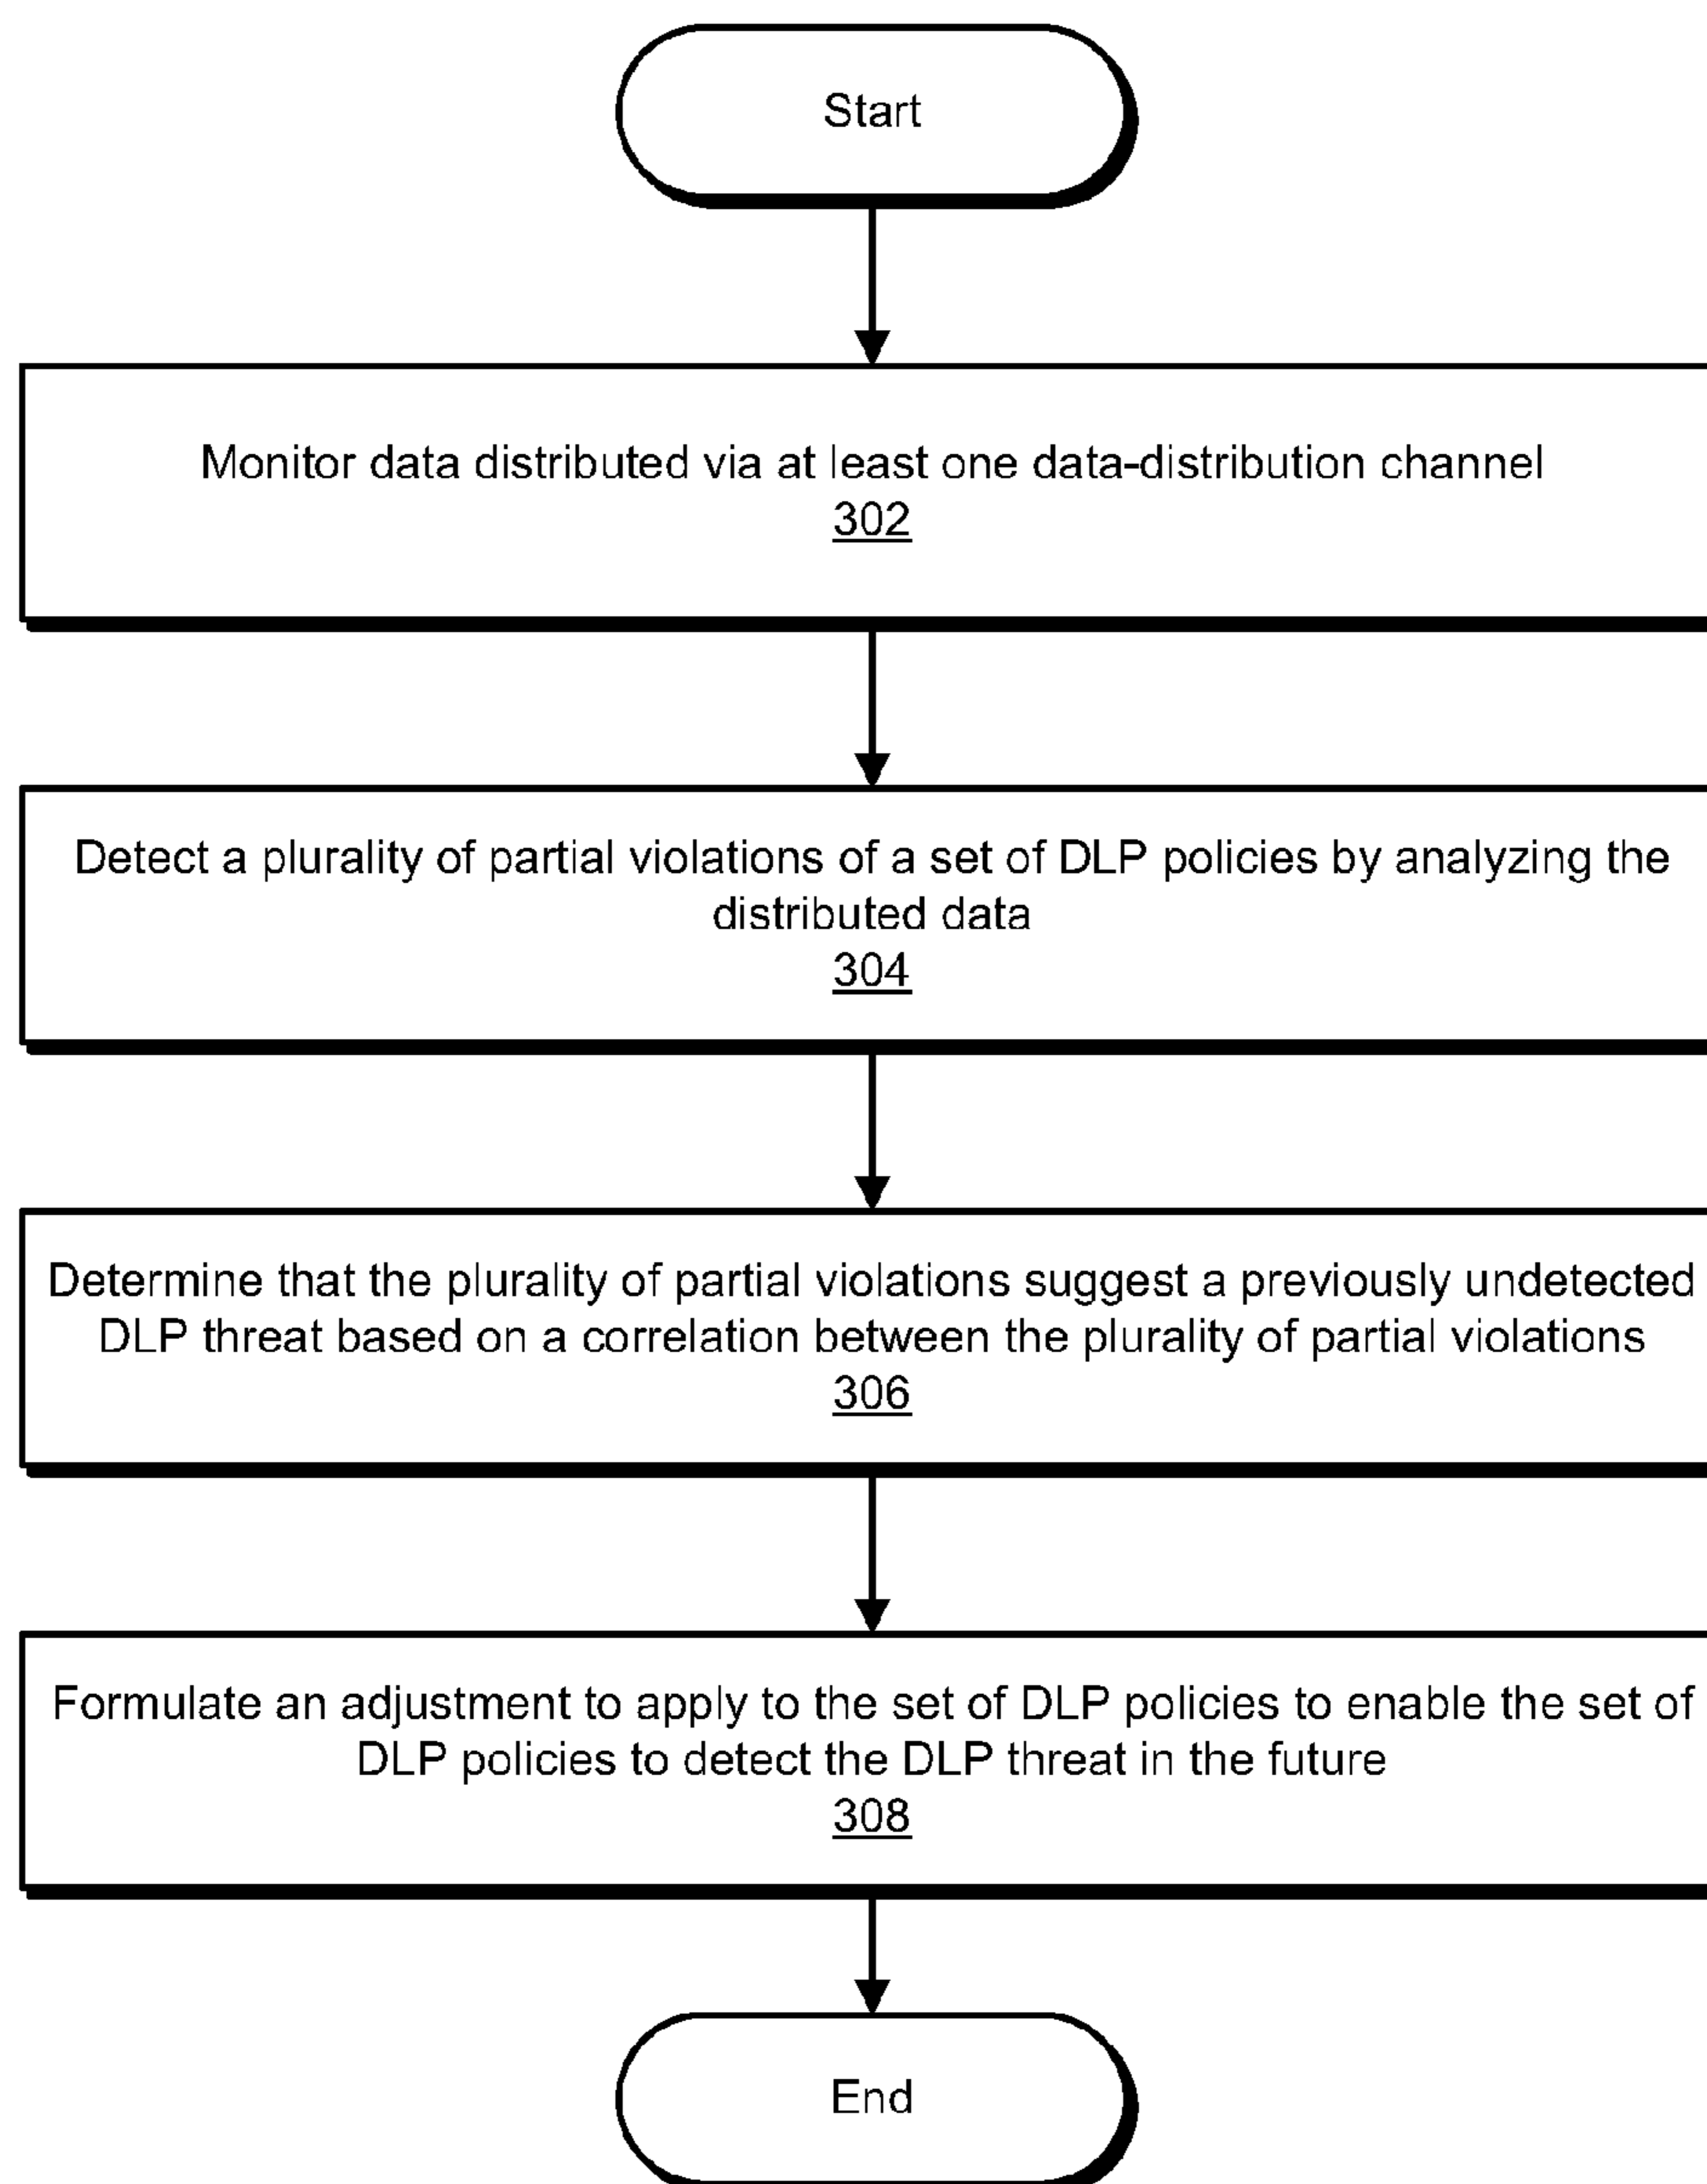 Start
Monitor data distributed via at least one data-distribution channel
302
Detect a plurality of partial violations of a set of DLP policies by analyzing the
distributed data
304
Determine that the plurality of partial violations suggest a previously undetected
DLP threat based on a correlation between the plurality of partial violations
306
Formulate an adjustment to apply to the set of DLP policies to enable the set of
DLP policies to detect the DLP threat in the future
308
End